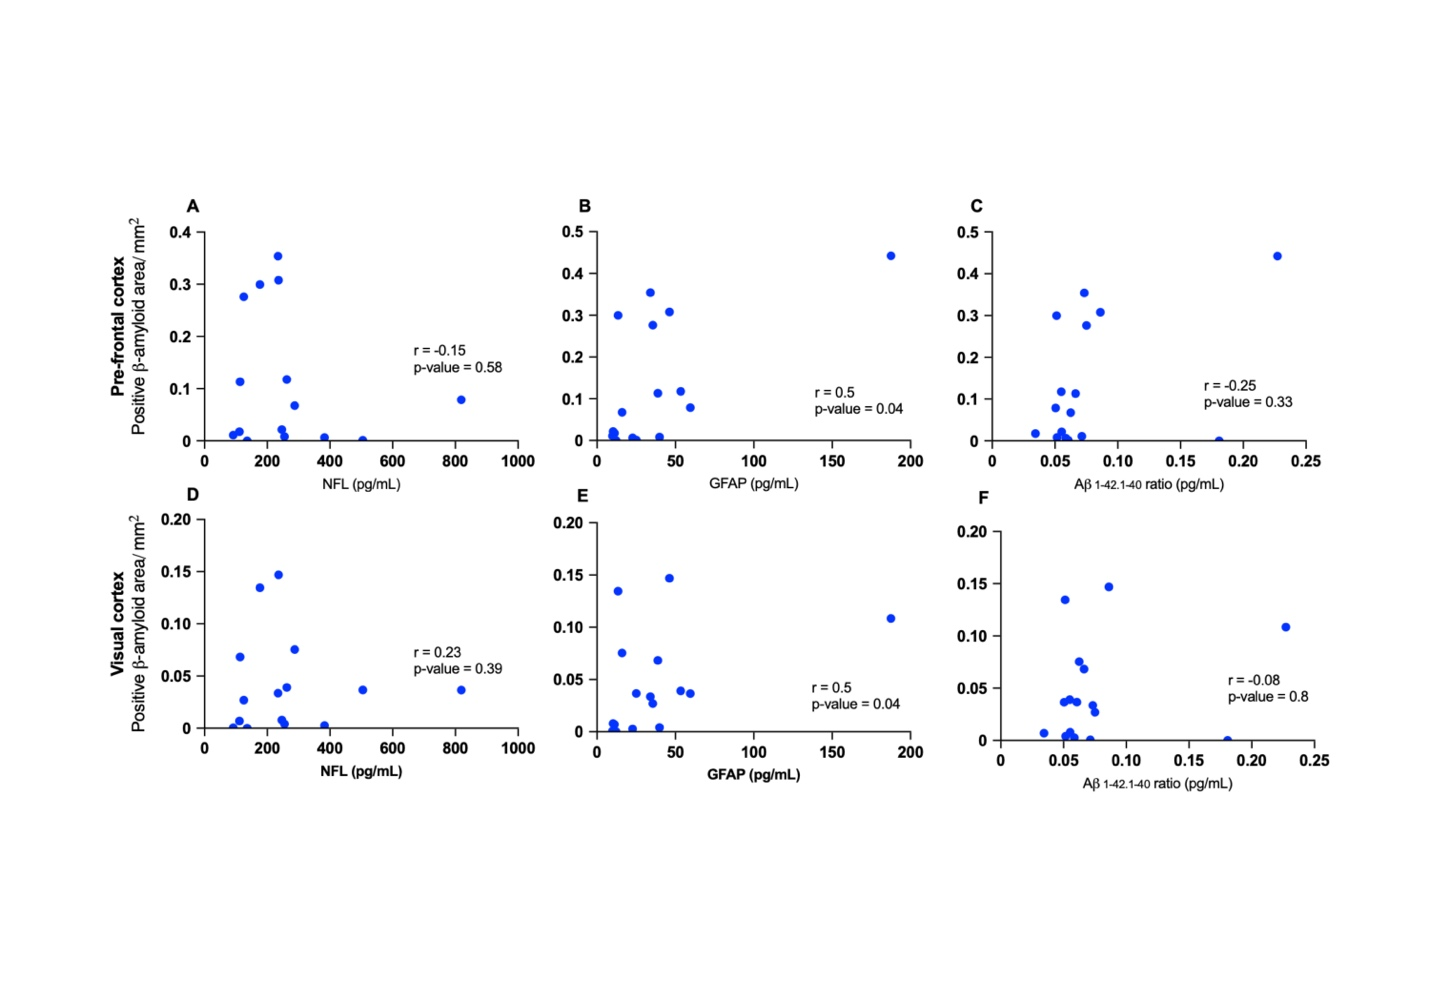 A
B
C
Pre-frontal cortex
Positive β-amyloid area/ mm²
0.4
0.3
0.2
0.1
0
0 200 400 600 800 1000
NFL (pg/mL)
r = -0.15
p-value = 0.58
0.5
0.4
0.3
0.2
0.1
0
0 50 100 150 200
GFAP (pg/mL)
r = 0.5
p-value = 0.04
0.5
0.4
0.3
0.2
0.1
0
0 0.05 0.10 0.15 0.20 0.25
Aβ 1-42.1-40 ratio (pg/mL)
r = -0.25
p-value = 0.33
D
E
F
Visual cortex
Positive β-amyloid area/ mm²
0.20
0.15
0.10
0.05
0
0 200 400 600 800 1000
NFL (pg/mL)
r = 0.23
p-value = 0.39
0.20
0.15
0.10
0.05
0
0 50 100 150 200
GFAP (pg/mL)
r = 0.5
p-value = 0.04
0.20
0.15
0.10
0.05
0
0 0.05 0.10 0.15 0.20 0.25
Aβ 1-42.1-40 ratio (pg/mL)
r = -0.08
p-value = 0.8